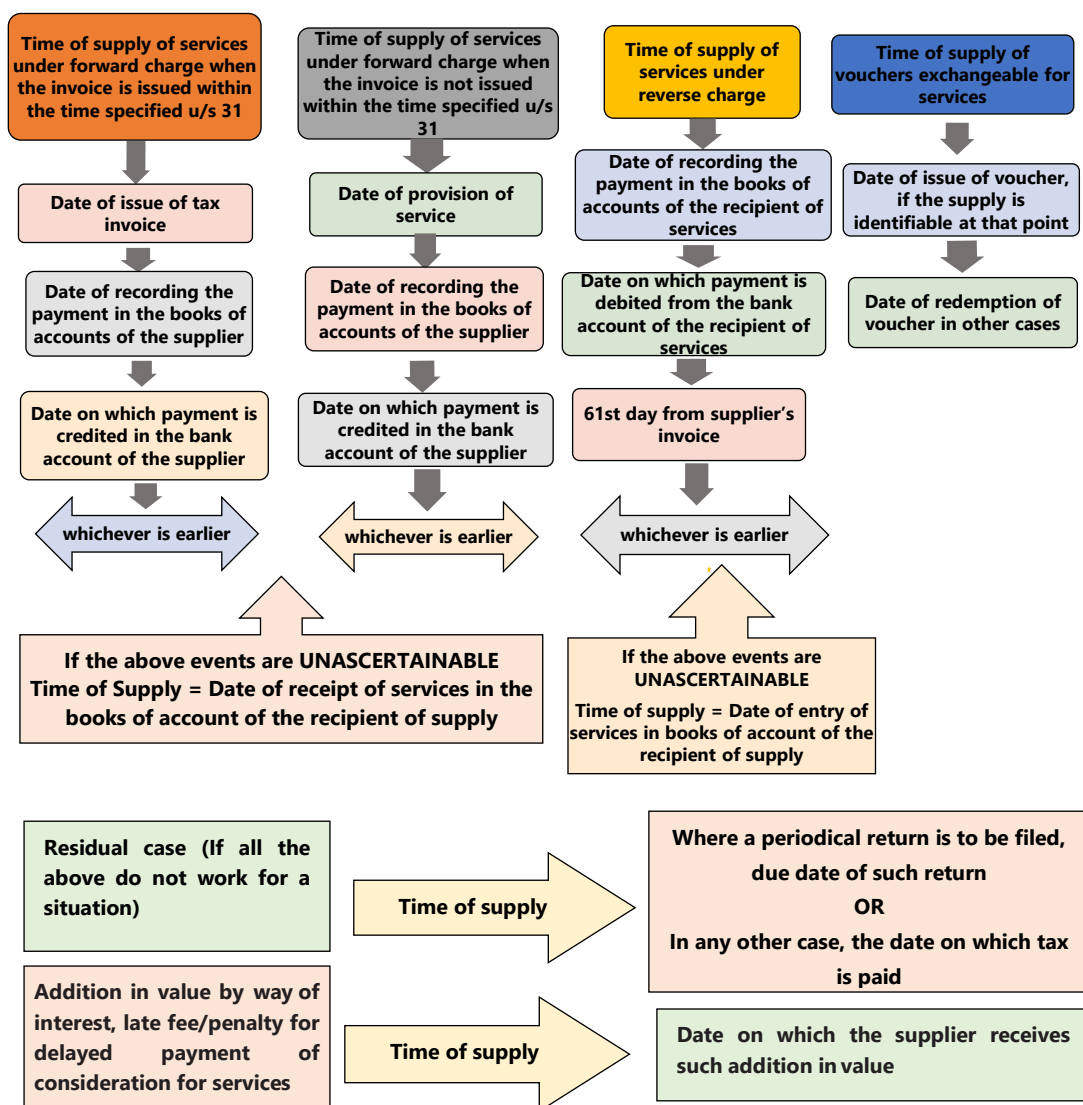 Time of supply of services
under forward charge when
the invoice is issued within
the time specified u/s 31
Date of issue of tax
invoice
Date of recording the
payment in the books of
accounts of the supplier
Date on which payment is
credited in the bank
account of the supplier
whichever is earlier
Time of supply of services
under forward charge when
the invoice is not issued
within the time specified u/s
31
Date of provision of
service
Date of recording the
payment in the books of
accounts of the supplier
Date on which payment is
credited in the bank
account of the supplier
whichever is earlier
If the above events are UNASCERTAINABLE
Time of Supply = Date of receipt of services in the
books of account of the recipient of supply
Time of supply of
services under
reverse charge
Date of recording the
payment in the books of
accounts of the recipient of
services
Date on which payment is
debited from the bank
account of the recipient of
services
61st day from supplier’s
invoice
whichever is earlier
If the above events are
UNASCERTAINABLE
Time of supply = Date of entry of
services in books of account of the
recipient of supply
Time of supply of
vouchers exchangeable for
services
Date of issue of voucher,
if the supply is
identifiable at that point
Date of redemption of
voucher in other cases
Residual case (If all the
above do not work for a
situation)
Time of supply
Where a periodical return is to be filed,
due date of such return
OR
In any other case, the date on which tax
is paid
Addition in value by way of
interest, late fee/penalty for
delayed payment of
consideration for services
Time of supply
Date on which the supplier receives
such addition in value